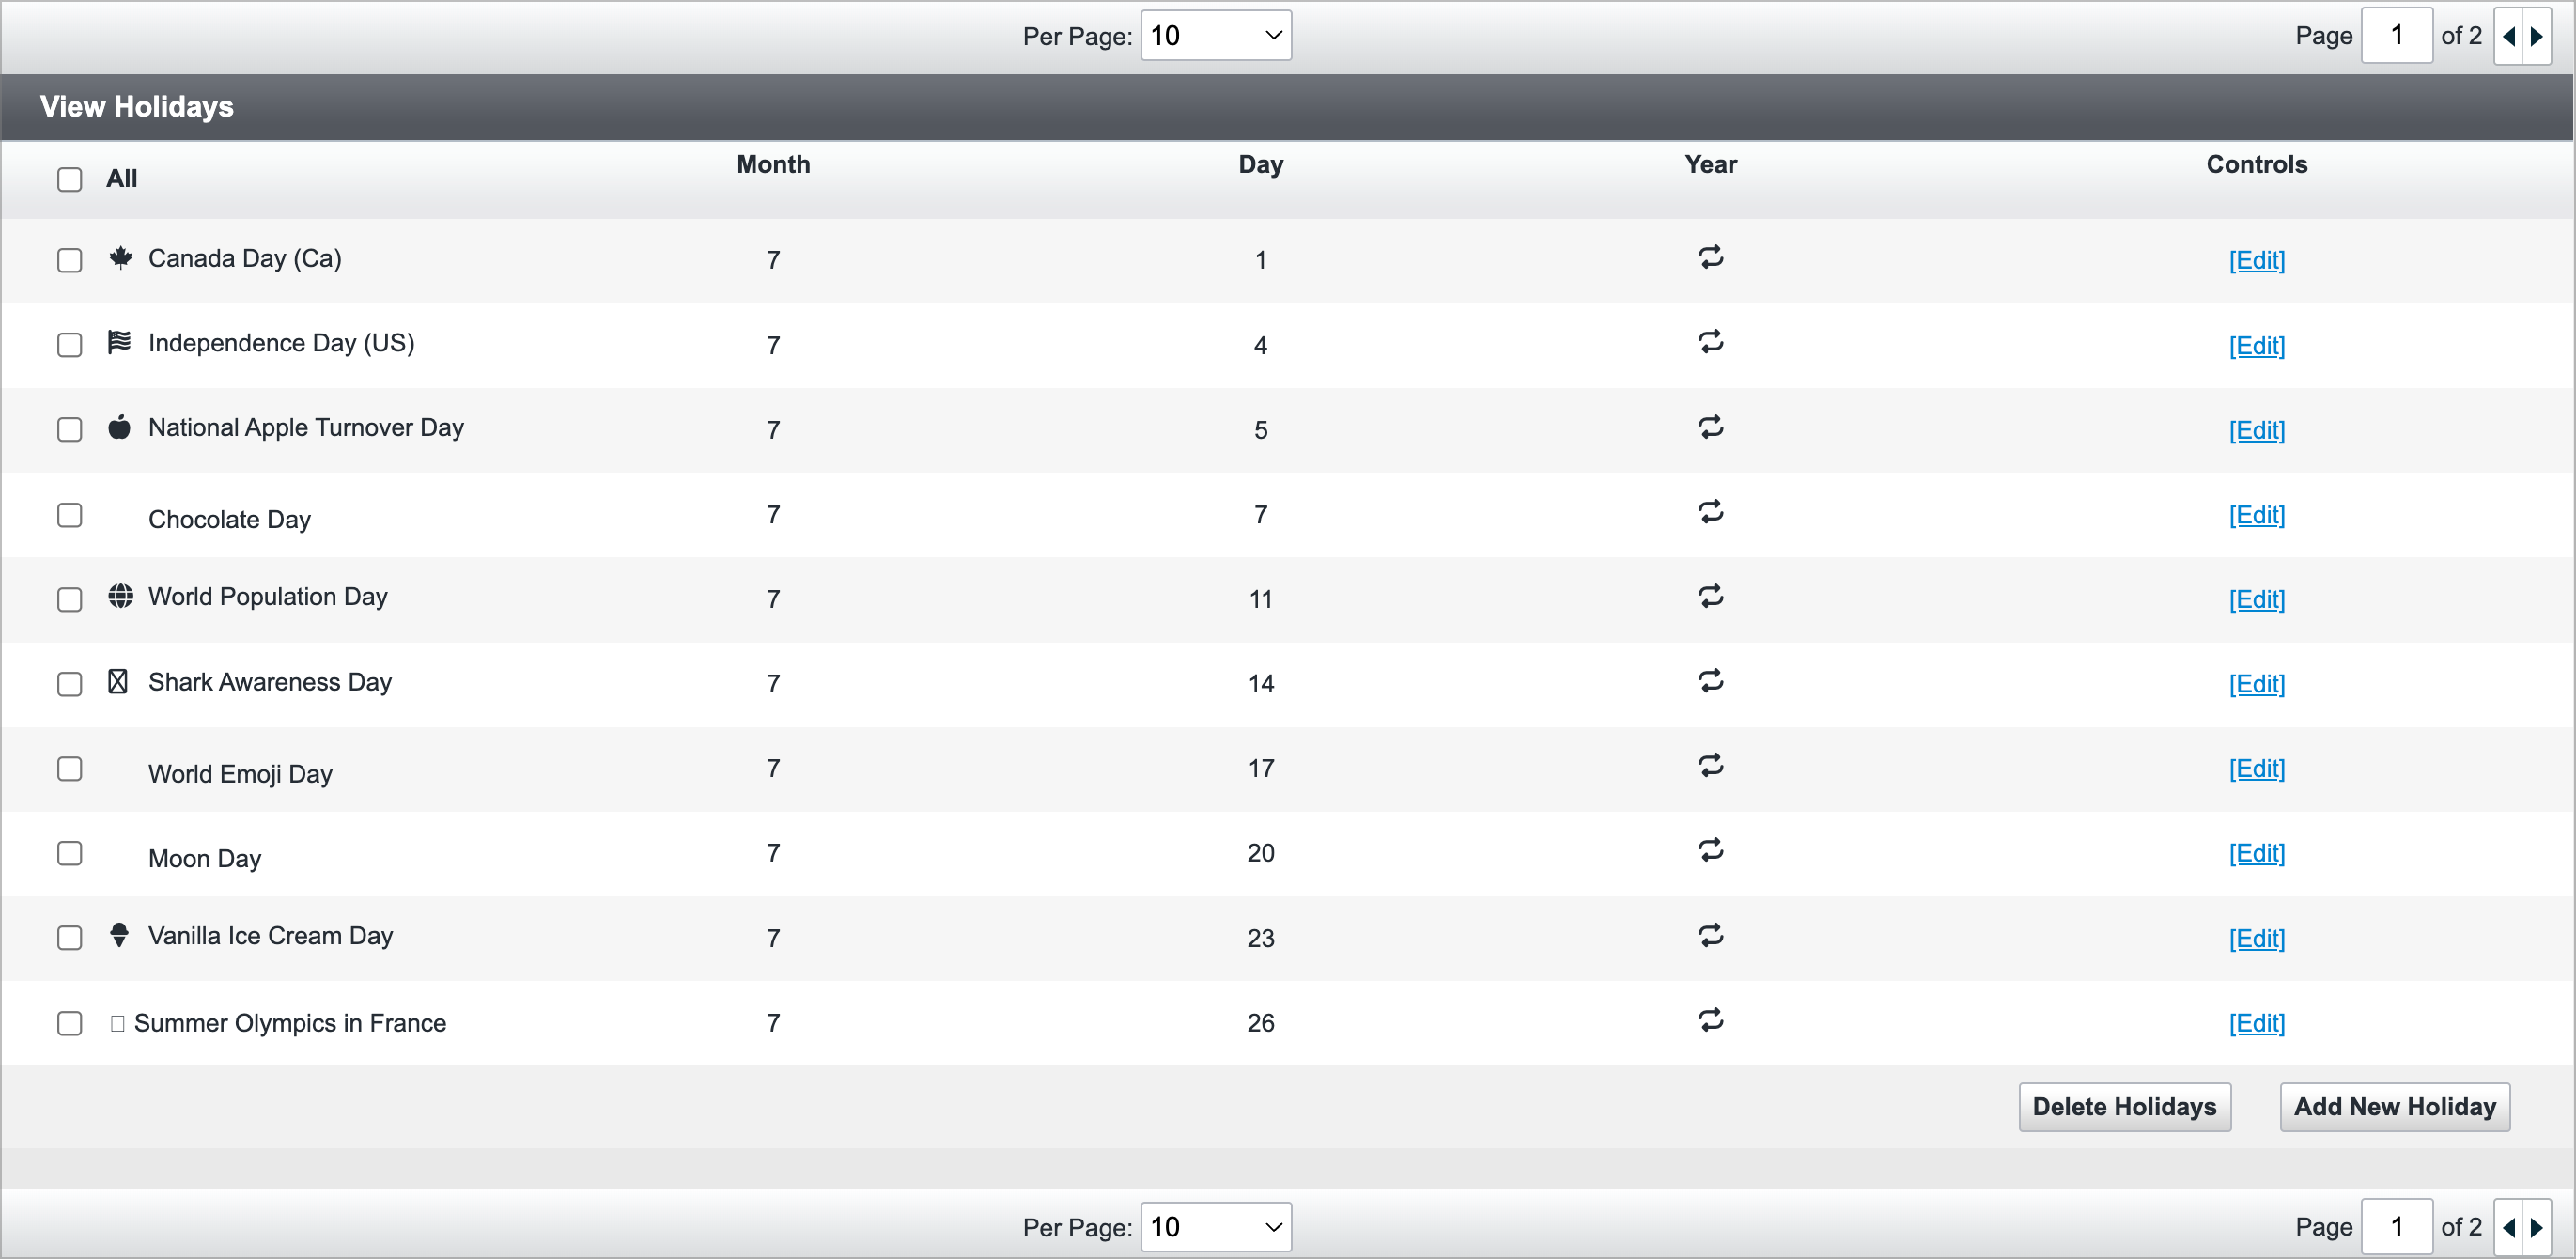 Per Page: 10 Page 1 of 2
View Holidays
All Month Day Year Controls
Canada Day (Ca) 7 1 [Edit]
Independence Day (US) 7 4 [Edit]
National Apple Turnover Day 7 5 [Edit]
Chocolate Day 7 7 [Edit]
World Population Day 7 11 [Edit]
Shark Awareness Day 7 14 [Edit]
World Emoji Day 7 17 [Edit]
Moon Day 7 20 [Edit]
Vanilla Ice Cream Day 7 23 [Edit]
Summer Olympics in France 7 26 [Edit]
Delete Holidays Add New Holiday
Per Page: 10 Page 1 of 2